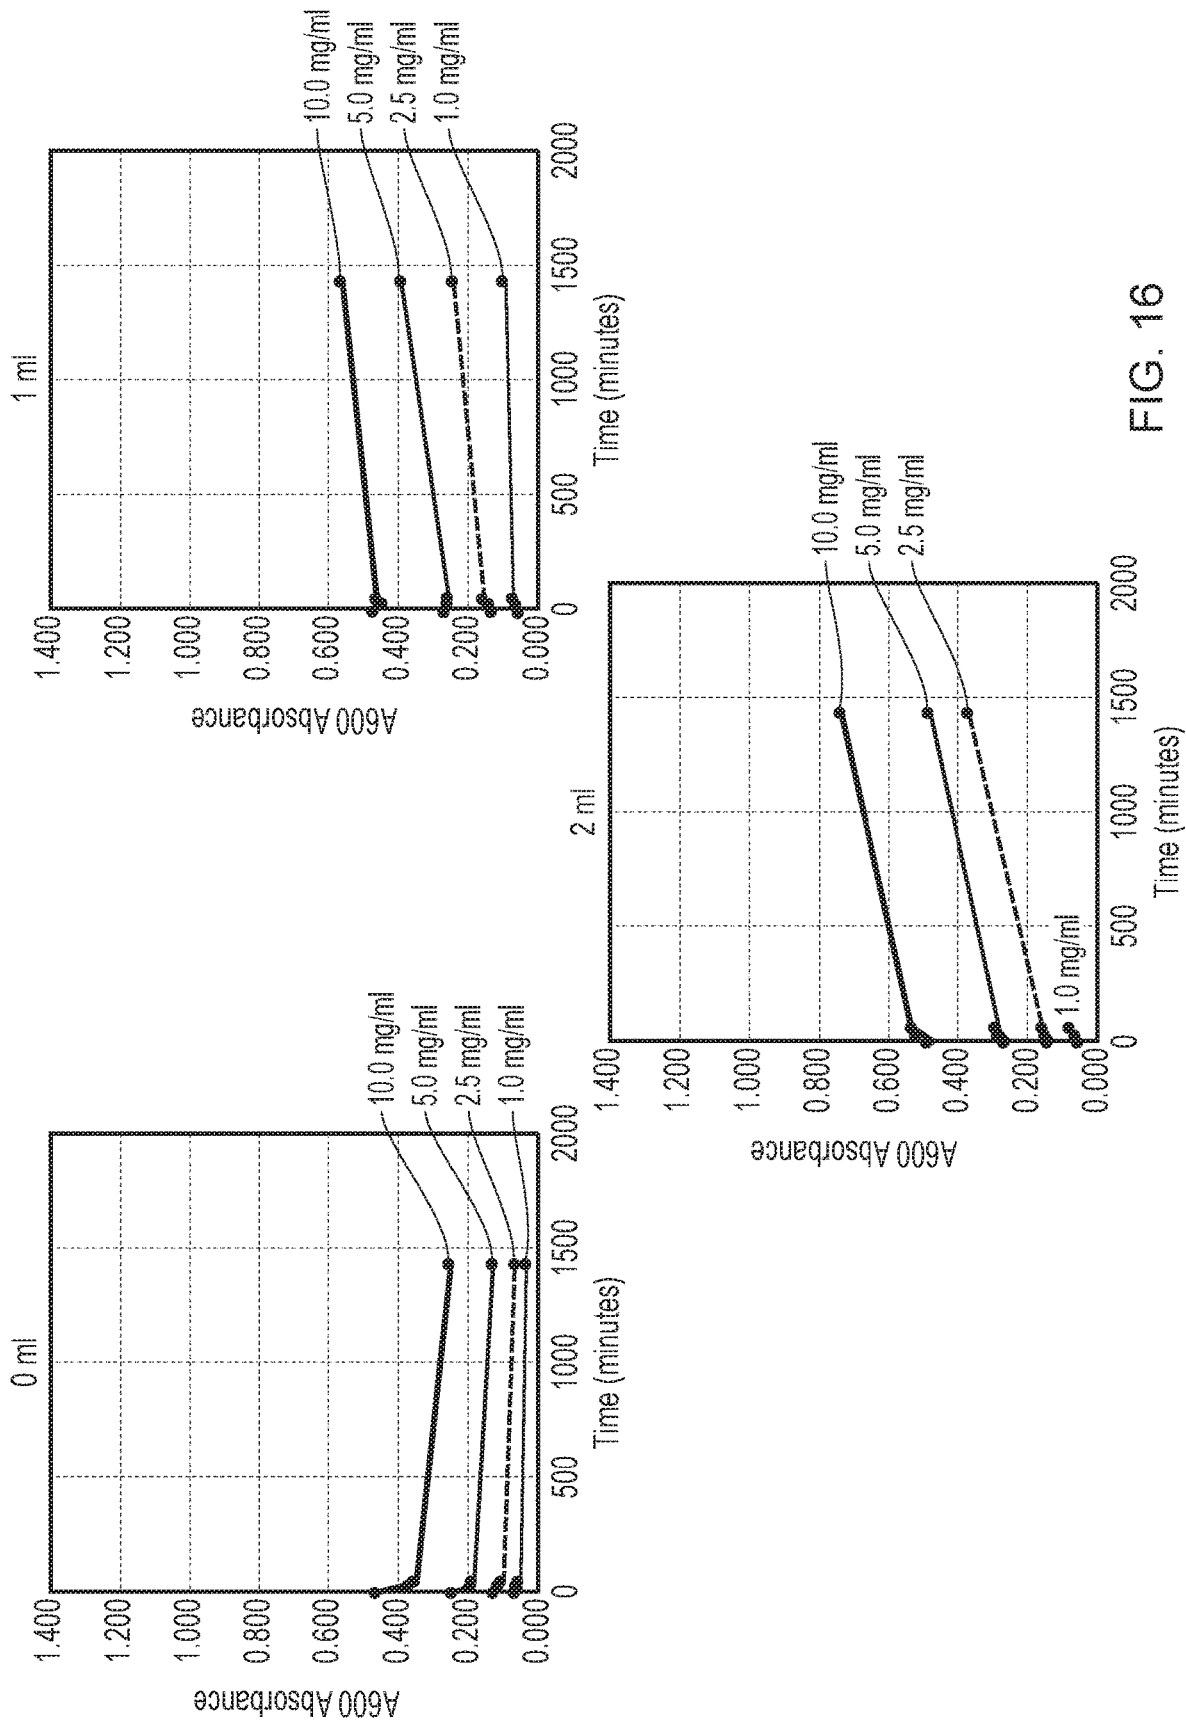 0 ml
A600 Absorbance
1.400
1.200
1.000
0.800
0.600
0.400
0.200
0.000
0
500
1000
1500
2000
Time (minutes)
10.0 mg/ml
5.0 mg/ml
2.5 mg/ml
1.0 mg/ml
1 ml
A600 Absorbance
1.400
1.200
1.000
0.800
0.600
0.400
0.200
0.000
0
500
1000
1500
2000
Time (minutes)
10.0 mg/ml
5.0 mg/ml
2.5 mg/ml
1.0 mg/ml
2 ml
A600 Absorbance
1.400
1.200
1.000
0.800
0.600
0.400
0.200
0.000
0
500
1000
1500
2000
Time (minutes)
10.0 mg/ml
5.0 mg/ml
2.5 mg/ml
1.0 mg/ml
FIG. 16